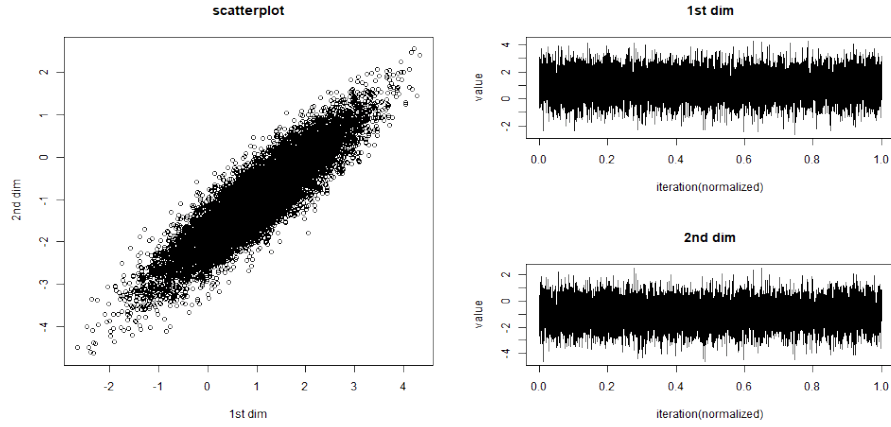 scatterplot
2nd dim
2
1
0
-1
-2
-3
-4
-2 -1 0 1 2 3 4
1st dim
1st dim
value
4
2
0
-2
0.0 0.2 0.4 0.6 0.8 1.0
iteration(normalized)
2nd dim
value
2
0
-2
-4
0.0 0.2 0.4 0.6 0.8 1.0
iteration(normalized)